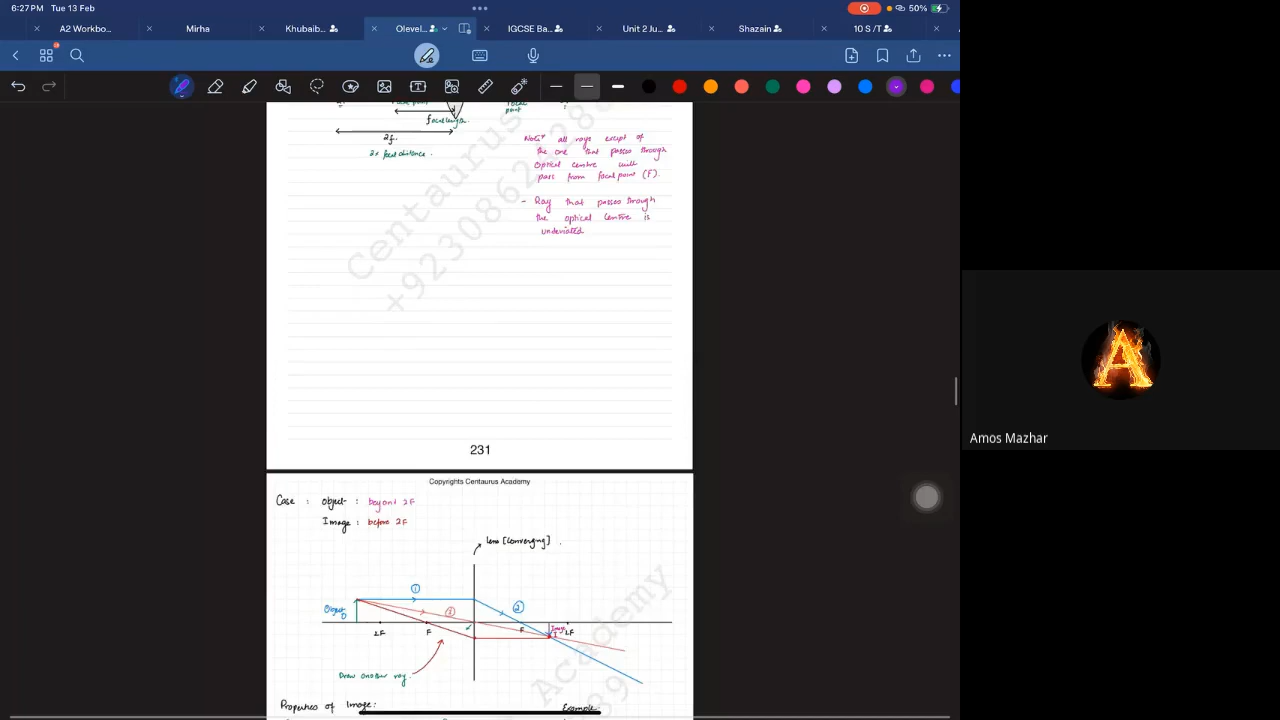 6:27 PM Tue 13 Feb
50%
A2 Workbo...
Mirha
Khubaib...
Olevel...
IGCSE Ba...
Unit 2 Ju...
Shazain
10 S /T
focal length.
point
2f.
2x focal distance.
Note* all rays except of
the one that passes through
optical centre will
pass from focal point (F).
- Ray that passes through
the optical centre is
undeviated
Centaurus
231
Copyrights Centaurus Academy
Case : Object : beyond 2F
Image : before 2F
lens [Converging]
①
②
③
Object
O
2F
F
F
Image
I
2F
Draw another ray.
Academy
Properties of Image:
Example
Amos Mazhar